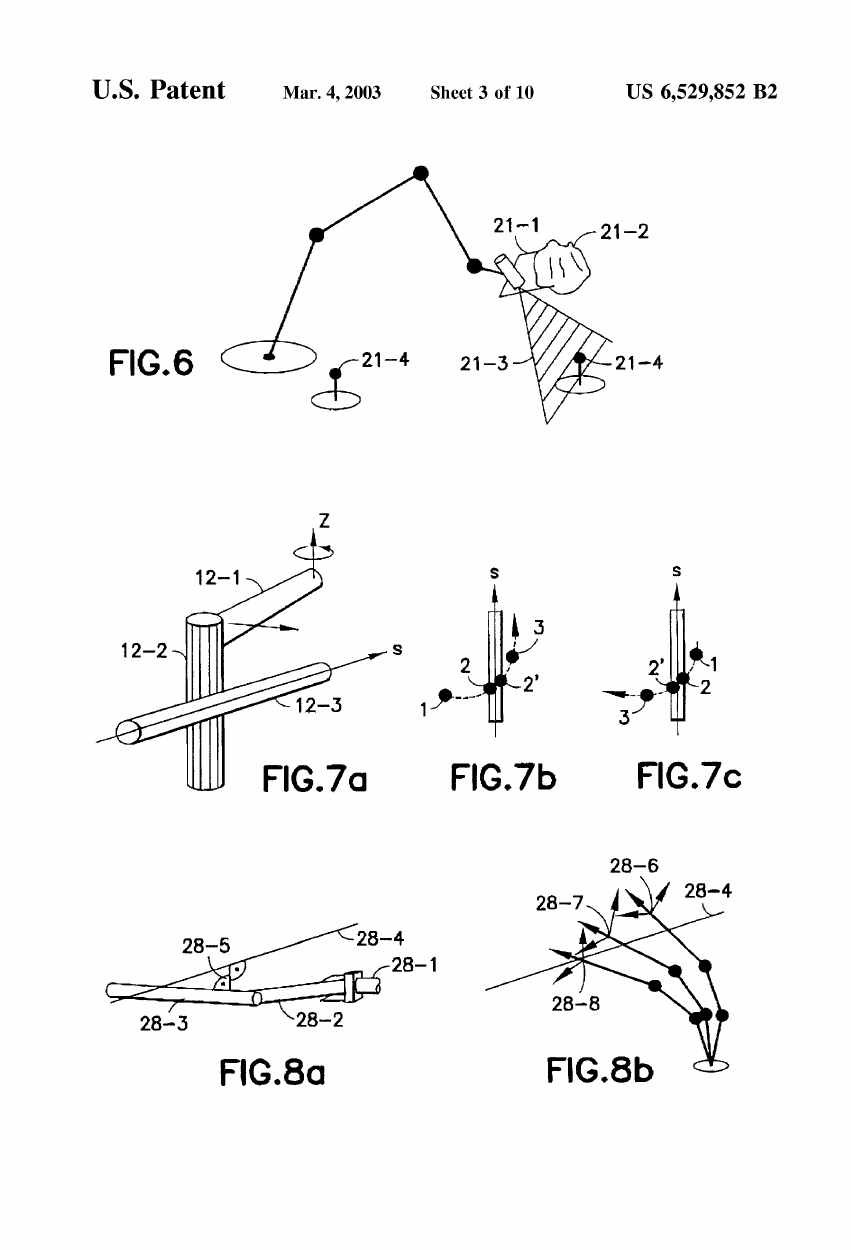 U.S. Patent Mar. 4, 2003 Sheet 3 of 10 US 6,529,852 B2
21-1
21-2
FIG.6
21-4
21-3
21-4
Z
12-1
12-2
s
12-3
FIG.7a
s
3
2
2'
1
FIG.7b
s
1
2'
2
3
FIG.7c
28-5
28-4
28-1
28-3
28-2
FIG.8a
28-6
28-4
28-7
28-8
FIG.8b